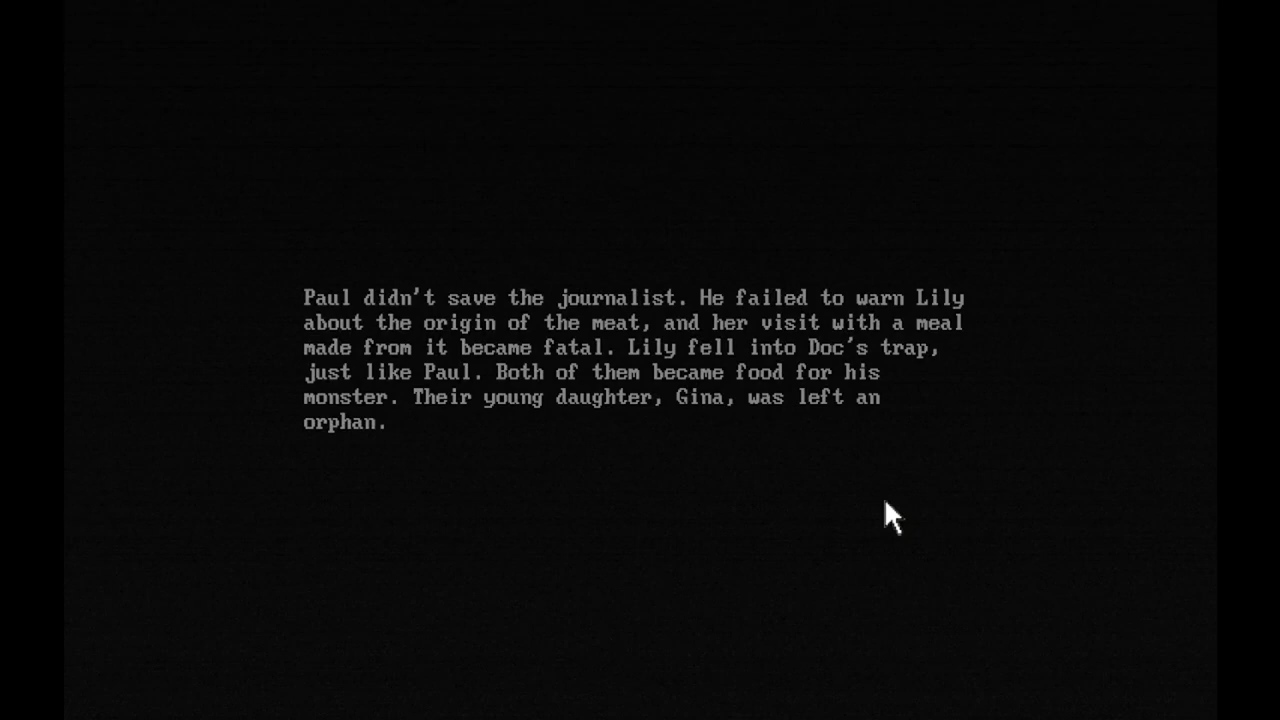 Paul didn't save the journalist. He failed to warn Lily
about the origin of the meat, and her visit with a meal
made from it became fatal. Lily fell into Doc's trap,
just like Paul. Both of them became food for his
monster. Their young daughter, Gina, was left an
orphan.